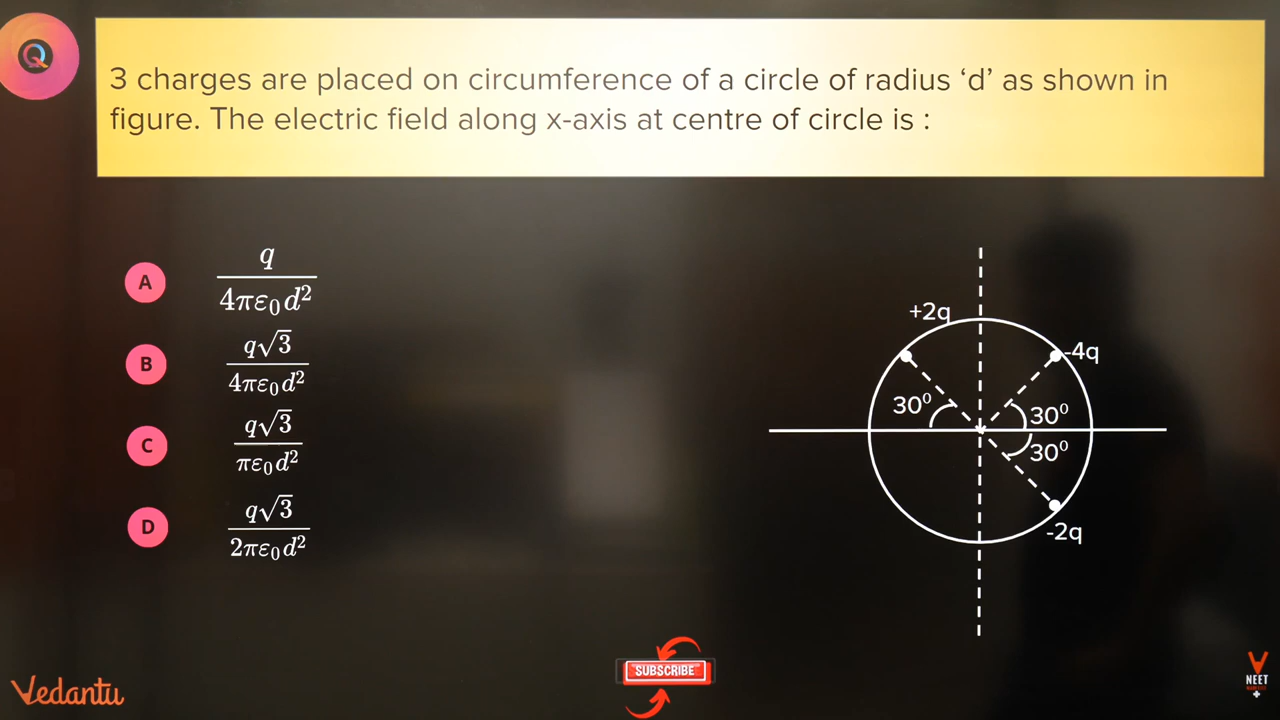 Q
3 charges are placed on circumference of a circle of radius ‘d’ as shown in
figure. The electric field along x-axis at centre of circle is :
A q/4πε₀d²
B q√3/4πε₀d²
C q√3/πε₀d²
D q√3/2πε₀d²
+2q
-4q
30⁰
30⁰
30⁰
-2q
SUBSCRIBE
Vedantu
V
NEET
+